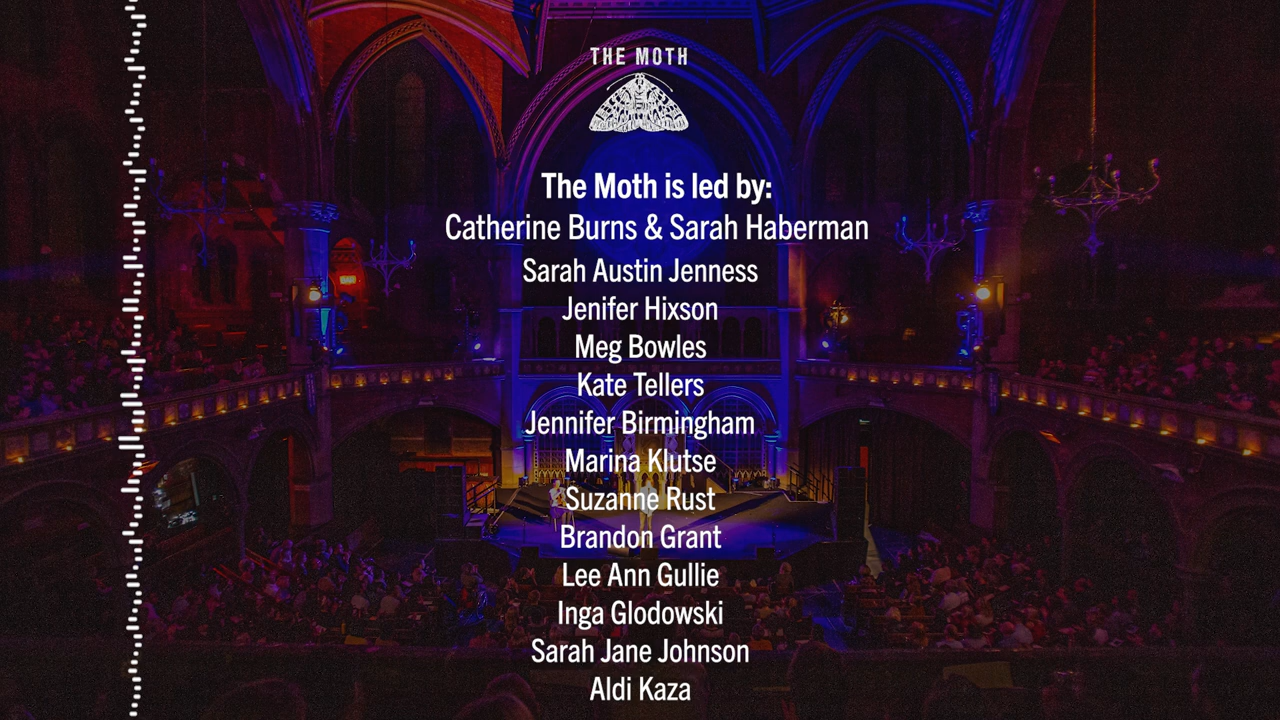 THE MOTH
The Moth is led by:
Catherine Burns & Sarah Haberman
Sarah Austin Jenness
Jenifer Hixson
Meg Bowles
Kate Tellers
Jennifer Birmingham
Marina Klutse
Suzanne Rust
Brandon Grant
Lee Ann Gullie
Inga Glodowski
Sarah Jane Johnson
Aldi Kaza